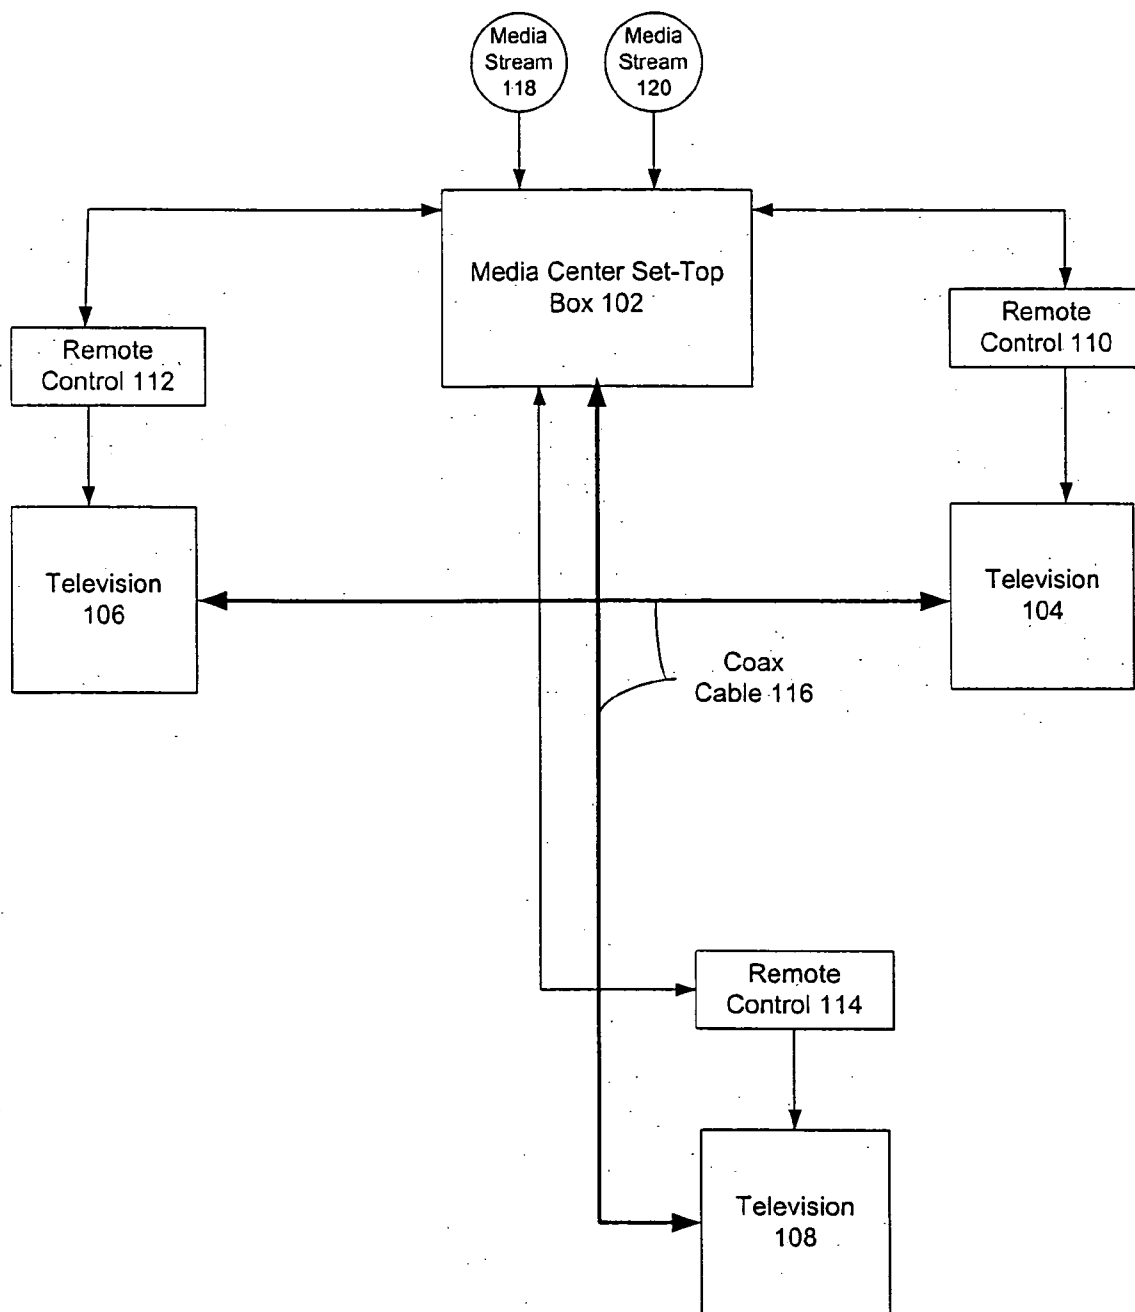 Media
Stream
118
Media
Stream
120
Media Center Set-Top
Box 102
Remote
Control 110
Remote
Control 112
Television
106
Television
104
Coax
Cable 116
Remote
Control 114
Television
108